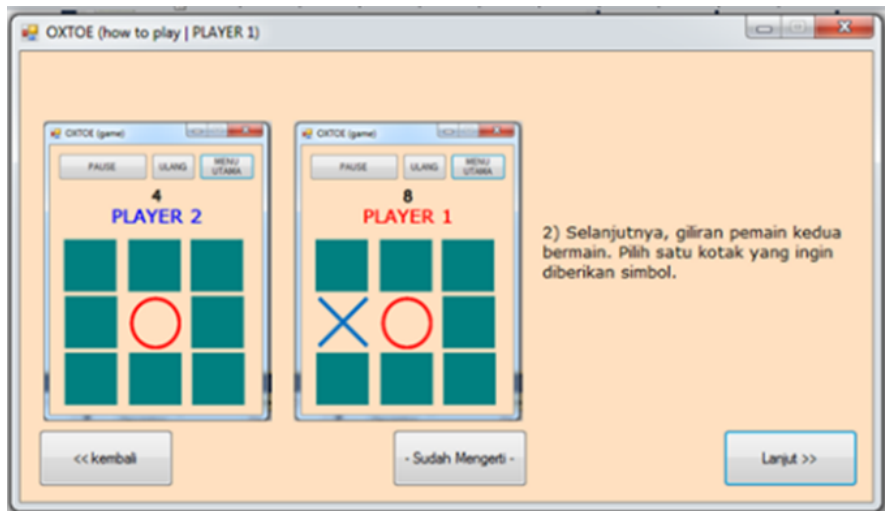 OXTOE (how to play | PLAYER 1)
OXTOE (game)
PAUSE
ULANG
MENU
UTAMA
4
PLAYER 2
OXTOE (game)
PAUSE
ULANG
MENU
UTAMA
8
PLAYER 1
2) Selanjutnya, giliran pemain kedua
bermain. Pilih satu kotak yang ingin
diberikan simbol.
<< kembali
- Sudah Mengerti -
Lanjut >>